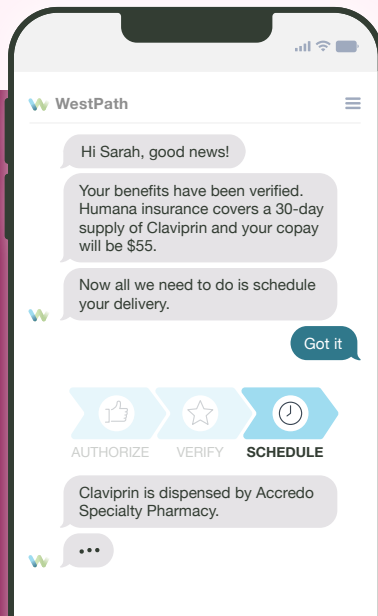 WestPath
Hi Sarah, good news!
Your benefits have been verified.
Humana insurance covers a 30-day
supply of Claviprin and your copay
will be $55.
Now all we need to do is schedule
your delivery.
Got it
AUTHORIZE
VERIFY
SCHEDULE
Claviprin is dispensed by Accredo
Specialty Pharmacy.